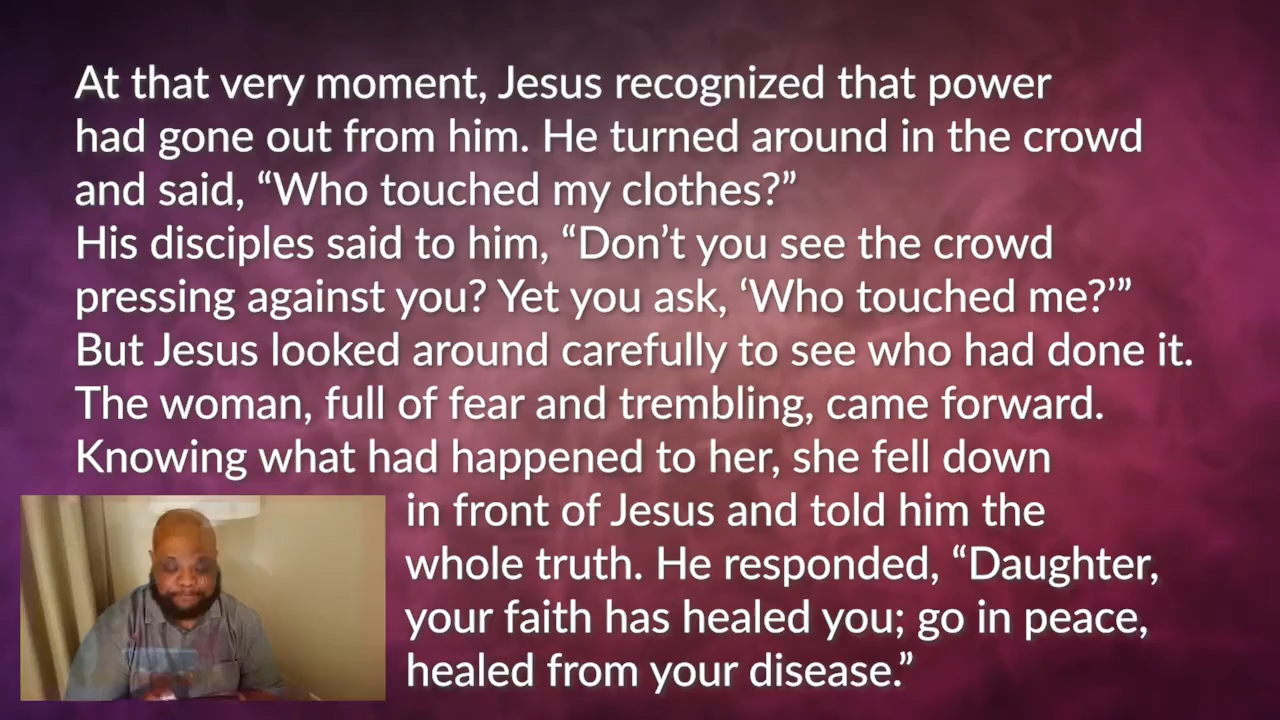 At that very moment, Jesus recognized that power
had gone out from him. He turned around in the crowd
and said, “Who touched my clothes?”
His disciples said to him, “Don’t you see the crowd
pressing against you? Yet you ask, ‘Who touched me?’”
But Jesus looked around carefully to see who had done it.
The woman, full of fear and trembling, came forward.
Knowing what had happened to her, she fell down
in front of Jesus and told him the
whole truth. He responded, “Daughter,
your faith has healed you; go in peace,
healed from your disease.”